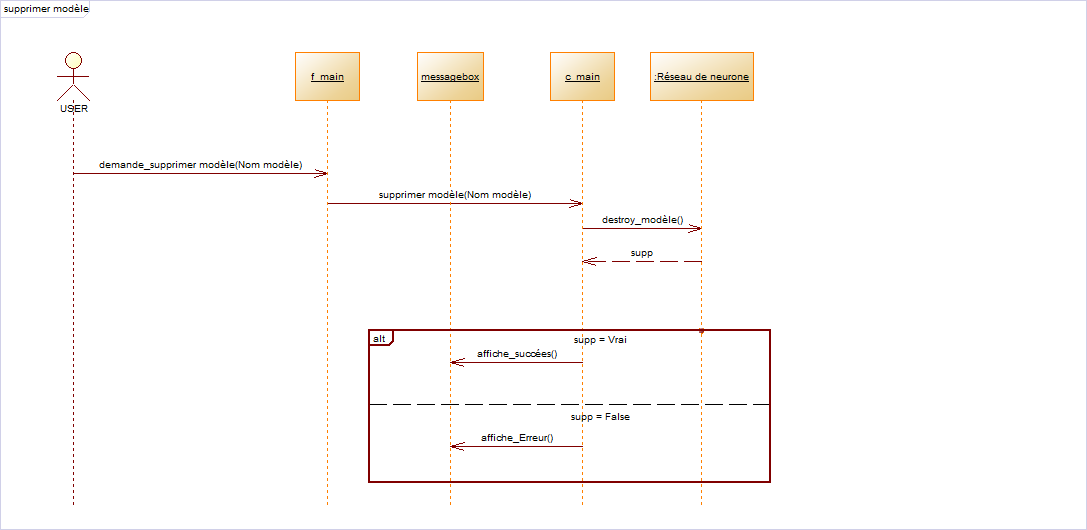 supprimer modèle
USER
f_main
messagebox
c_main
:Réseau de neurone
demande_supprimer modèle(Nom modèle)
supprimer modèle(Nom modèle)
destroy_modèle()
supp
alt
supp = Vrai
affiche_succées()
supp = False
affiche_Erreur()